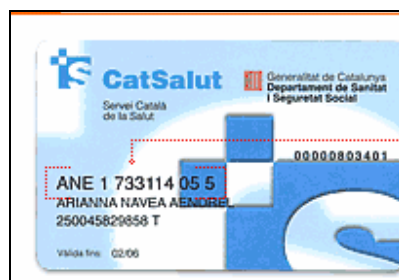 CatSalut
Servei Català
de la Salut
Generalitat de Catalunya
Departament de Sanitat
i Seguretat Social
00000803401
ANE 1 733114 05 5
ARIANNA NAVEA AENDREL
250045829858 T
Vàlida fins: 02/06